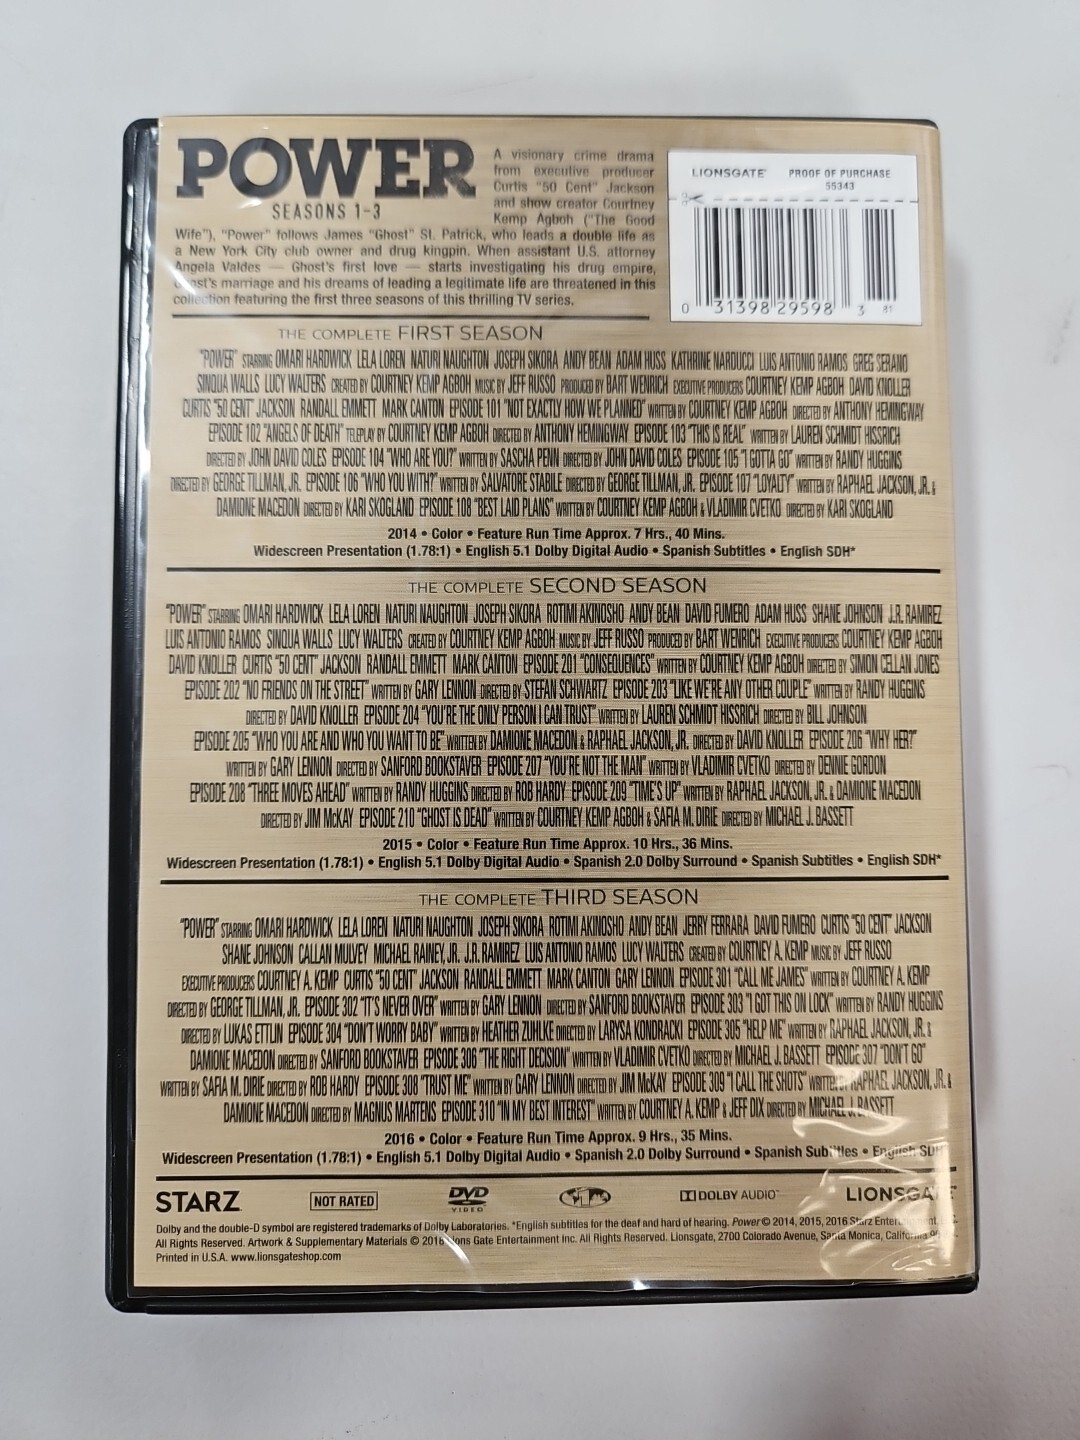 POWER
SEASONS 1-3
A visionary crime drama
from executive producer
Curtis "50 Cent" Jackson
and show creator Courtney
Kemp Agboh ("The Good
Wife"), "Power" follows James "Ghost" St. Patrick, who leads a double life as
a New York City club owner and drug kingpin. When assistant U.S. attorney
Angela Valdes — Ghost's first love — starts investigating his drug empire,
Ghost's marriage and his dreams of leading a legitimate life are threatened in this
collection featuring the first three seasons of this thrilling TV series.
LIONSGATE PROOF OF PURCHASE
55343
0 31398 29598 3 81
THE COMPLETE FIRST SEASON
"POWER" STARRING OMARI HARDWICK LELA LOREN NATURI NAUGHTON JOSEPH SIKORA ANDY BEAN ADAM HUSS KATHRINE NARDUCCI LUIS ANTONIO RAMOS GREG SERANO
SINQUA WALLS LUCY WALTERS CREATED BY COURTNEY KEMP AGBOH MUSIC BY JEFF RUSSO PRODUCED BY BART WENRICH EXECUTIVE PRODUCERS COURTNEY KEMP AGBOH DAVID KNOLLER
CURTIS "50 CENT" JACKSON RANDALL EMMETT MARK CANTON EPISODE 101 "NOT EXACTLY HOW WE PLANNED" WRITTEN BY COURTNEY KEMP AGBOH DIRECTED BY ANTHONY HEMINGWAY
EPISODE 102 "ANGELS OF DEATH" TELEPLAY BY COURTNEY KEMP AGBOH DIRECTED BY ANTHONY HEMINGWAY EPISODE 103 "THIS IS REAL" WRITTEN BY LAUREN SCHMIDT HISSRICH
DIRECTED BY JOHN DAVID COLES EPISODE 104 "WHO ARE YOU?" WRITTEN BY SASCHA PENN DIRECTED BY JOHN DAVID COLES EPISODE 105 "I GOTTA GO" WRITTEN BY RANDY HUGGINS
DIRECTED BY GEORGE TILLMAN, JR. EPISODE 106 "WHO YOU WITH?" WRITTEN BY SALVATORE STABILE DIRECTED BY GEORGE TILLMAN, JR. EPISODE 107 "LOYALTY" WRITTEN BY RAPHAEL JACKSON, JR. &
DAMIONE MACEDON DIRECTED BY KARI SKOGLAND EPISODE 108 "BEST LAID PLANS" WRITTEN BY COURTNEY KEMP AGBOH & VLADIMIR CVETKO DIRECTED BY KARI SKOGLAND
2014 • Color • Feature Run Time Approx. 7 Hrs., 40 Mins.
Widescreen Presentation (1.78:1) • English 5.1 Dolby Digital Audio • Spanish Subtitles • English SDH*
THE COMPLETE SECOND SEASON
"POWER" STARRING OMARI HARDWICK LELA LOREN NATURI NAUGHTON JOSEPH SIKORA ROTIMI AKINOSHO ANDY BEAN DAVID FUMERO ADAM HUSS SHANE JOHNSON J.R. RAMIREZ
LUIS ANTONIO RAMOS SINQUA WALLS LUCY WALTERS CREATED BY COURTNEY KEMP AGBOH MUSIC BY JEFF RUSSO PRODUCED BY BART WENRICH EXECUTIVE PRODUCERS COURTNEY KEMP AGBOH
DAVID KNOLLER CURTIS "50 CENT" JACKSON RANDALL EMMETT MARK CANTON EPISODE 201 "CONSEQUENCES" WRITTEN BY COURTNEY KEMP AGBOH DIRECTED BY SIMON CELLAN JONES
EPISODE 202 "NO FRIENDS ON THE STREET" WRITTEN BY GARY LENNON DIRECTED BY STEFAN SCHWARTZ EPISODE 203 "LIKE WE'RE ANY OTHER COUPLE" WRITTEN BY RANDY HUGGINS
DIRECTED BY DAVID KNOLLER EPISODE 204 "YOU'RE THE ONLY PERSON I CAN TRUST" WRITTEN BY LAUREN SCHMIDT HISSRICH DIRECTED BY BILL JOHNSON
EPISODE 205 "WHO YOU ARE AND WHO YOU WANT TO BE" WRITTEN BY DAMIONE MACEDON & RAPHAEL JACKSON, JR. DIRECTED BY DAVID KNOLLER EPISODE 206 "WHY HER?"
WRITTEN BY GARY LENNON DIRECTED BY SANFORD BOOKSTAVER EPISODE 207 "YOU'RE NOT THE MAN" WRITTEN BY VLADIMIR CVETKO DIRECTED BY DENNIE GORDON
EPISODE 208 "THREE MOVES AHEAD" WRITTEN BY RANDY HUGGINS DIRECTED BY ROB HARDY EPISODE 209 "TIME'S UP" WRITTEN BY RAPHAEL JACKSON, JR. & DAMIONE MACEDON
DIRECTED BY JIM McKAY EPISODE 210 "GHOST IS DEAD" WRITTEN BY COURTNEY KEMP AGBOH & SAFIA M. DIRIE DIRECTED BY MICHAEL J. BASSETT
2015 • Color • Feature Run Time Approx. 10 Hrs., 36 Mins.
Widescreen Presentation (1.78:1) • English 5.1 Dolby Digital Audio • Spanish 2.0 Dolby Surround • Spanish Subtitles • English SDH*
THE COMPLETE THIRD SEASON
"POWER" STARRING OMARI HARDWICK LELA LOREN NATURI NAUGHTON JOSEPH SIKORA ROTIMI AKINOSHO ANDY BEAN JERRY FERRARA DAVID FUMERO CURTIS "50 CENT" JACKSON
SHANE JOHNSON CALLAN MULVEY MICHAEL RAINEY, JR. J.R. RAMIREZ LUIS ANTONIO RAMOS LUCY WALTERS CREATED BY COURTNEY A. KEMP MUSIC BY JEFF RUSSO
EXECUTIVE PRODUCERS COURTNEY A. KEMP CURTIS "50 CENT" JACKSON RANDALL EMMETT MARK CANTON GARY LENNON EPISODE 301 "CALL ME JAMES" WRITTEN BY COURTNEY A. KEMP
DIRECTED BY GEORGE TILLMAN, JR. EPISODE 302 "IT'S NEVER OVER" WRITTEN BY GARY LENNON DIRECTED BY SANFORD BOOKSTAVER EPISODE 303 "I GOT THIS ON LOCK" WRITTEN BY RANDY HUGGINS
DIRECTED BY LUKAS ETTLIN EPISODE 304 "DON'T WORRY BABY" WRITTEN BY HEATHER ZUHLKE DIRECTED BY LARYSA KONDRACKI EPISODE 305 "HELP ME" WRITTEN BY RAPHAEL JACKSON, JR. &
DAMIONE MACEDON DIRECTED BY SANFORD BOOKSTAVER EPISODE 306 "THE RIGHT DECISION" WRITTEN BY VLADIMIR CVETKO DIRECTED BY MICHAEL J. BASSETT EPISODE 307 "DON'T GO"
WRITTEN BY SAFIA M. DIRIE DIRECTED BY ROB HARDY EPISODE 308 "TRUST ME" WRITTEN BY GARY LENNON DIRECTED BY JIM McKAY EPISODE 309 "I CALL THE SHOTS" WRITTEN BY RAPHAEL JACKSON, JR. &
DAMIONE MACEDON DIRECTED BY MAGNUS MARTENS EPISODE 310 "IN MY BEST INTEREST" WRITTEN BY COURTNEY A. KEMP & JEFF DIX DIRECTED BY MICHAEL J. BASSETT
2016 • Color • Feature Run Time Approx. 9 Hrs., 35 Mins.
Widescreen Presentation (1.78:1) • English 5.1 Dolby Digital Audio • Spanish 2.0 Dolby Surround • Spanish Subtitles • English SDH
STARZ NOT RATED DVD VIDEO DOLBY AUDIO LIONSGATE
Dolby and the double-D symbol are registered trademarks of Dolby Laboratories. *English subtitles for the deaf and hard of hearing. Power © 2014, 2015, 2016 Starz
All Rights Reserved. Artwork & Supplementary Materials © 2016 Lions Gate Entertainment Inc. All Rights Reserved. Lionsgate, 2700 Colorado Avenue, Santa Monica, California
Printed in U.S.A. www.lionsgateshop.com